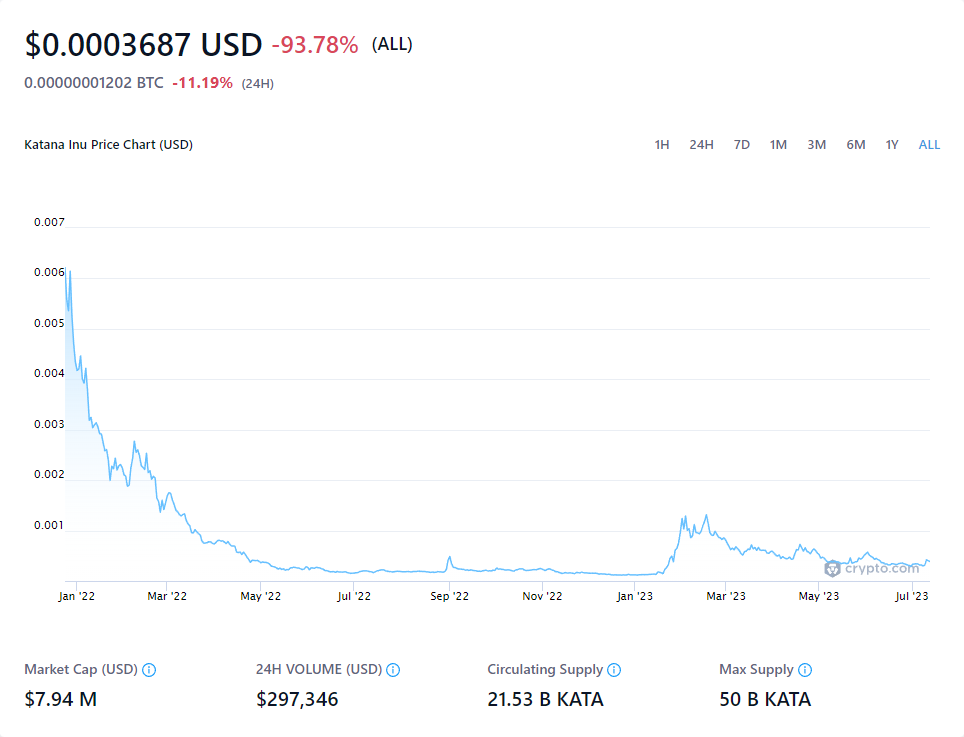 $0.0003687 USD -93.78% (ALL)
0.00000001202 BTC -11.19% (24H)
Katana Inu Price Chart (USD) 1H 24H 7D 1M 3M 6M 1Y ALL
0.007
0.006
0.005
0.004
0.003
0.002
0.001
crypto.com
Jan '22 Mar '22 May '22 Jul '22 Sep '22 Nov '22 Jan '23 Mar '23 May '23 Jul '23
Market Cap (USD) 24H VOLUME (USD) Circulating Supply Max Supply
$7.94 M $297,346 21.53 B KATA 50 B KATA